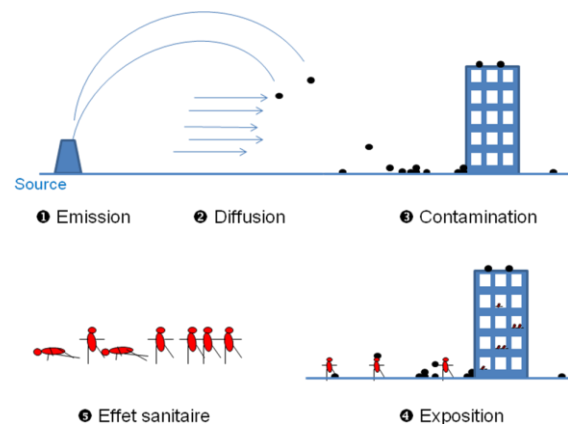 Source
❶ Emission ❷ Diffusion ❸ Contamination
❺ Effet sanitaire ❹ Exposition